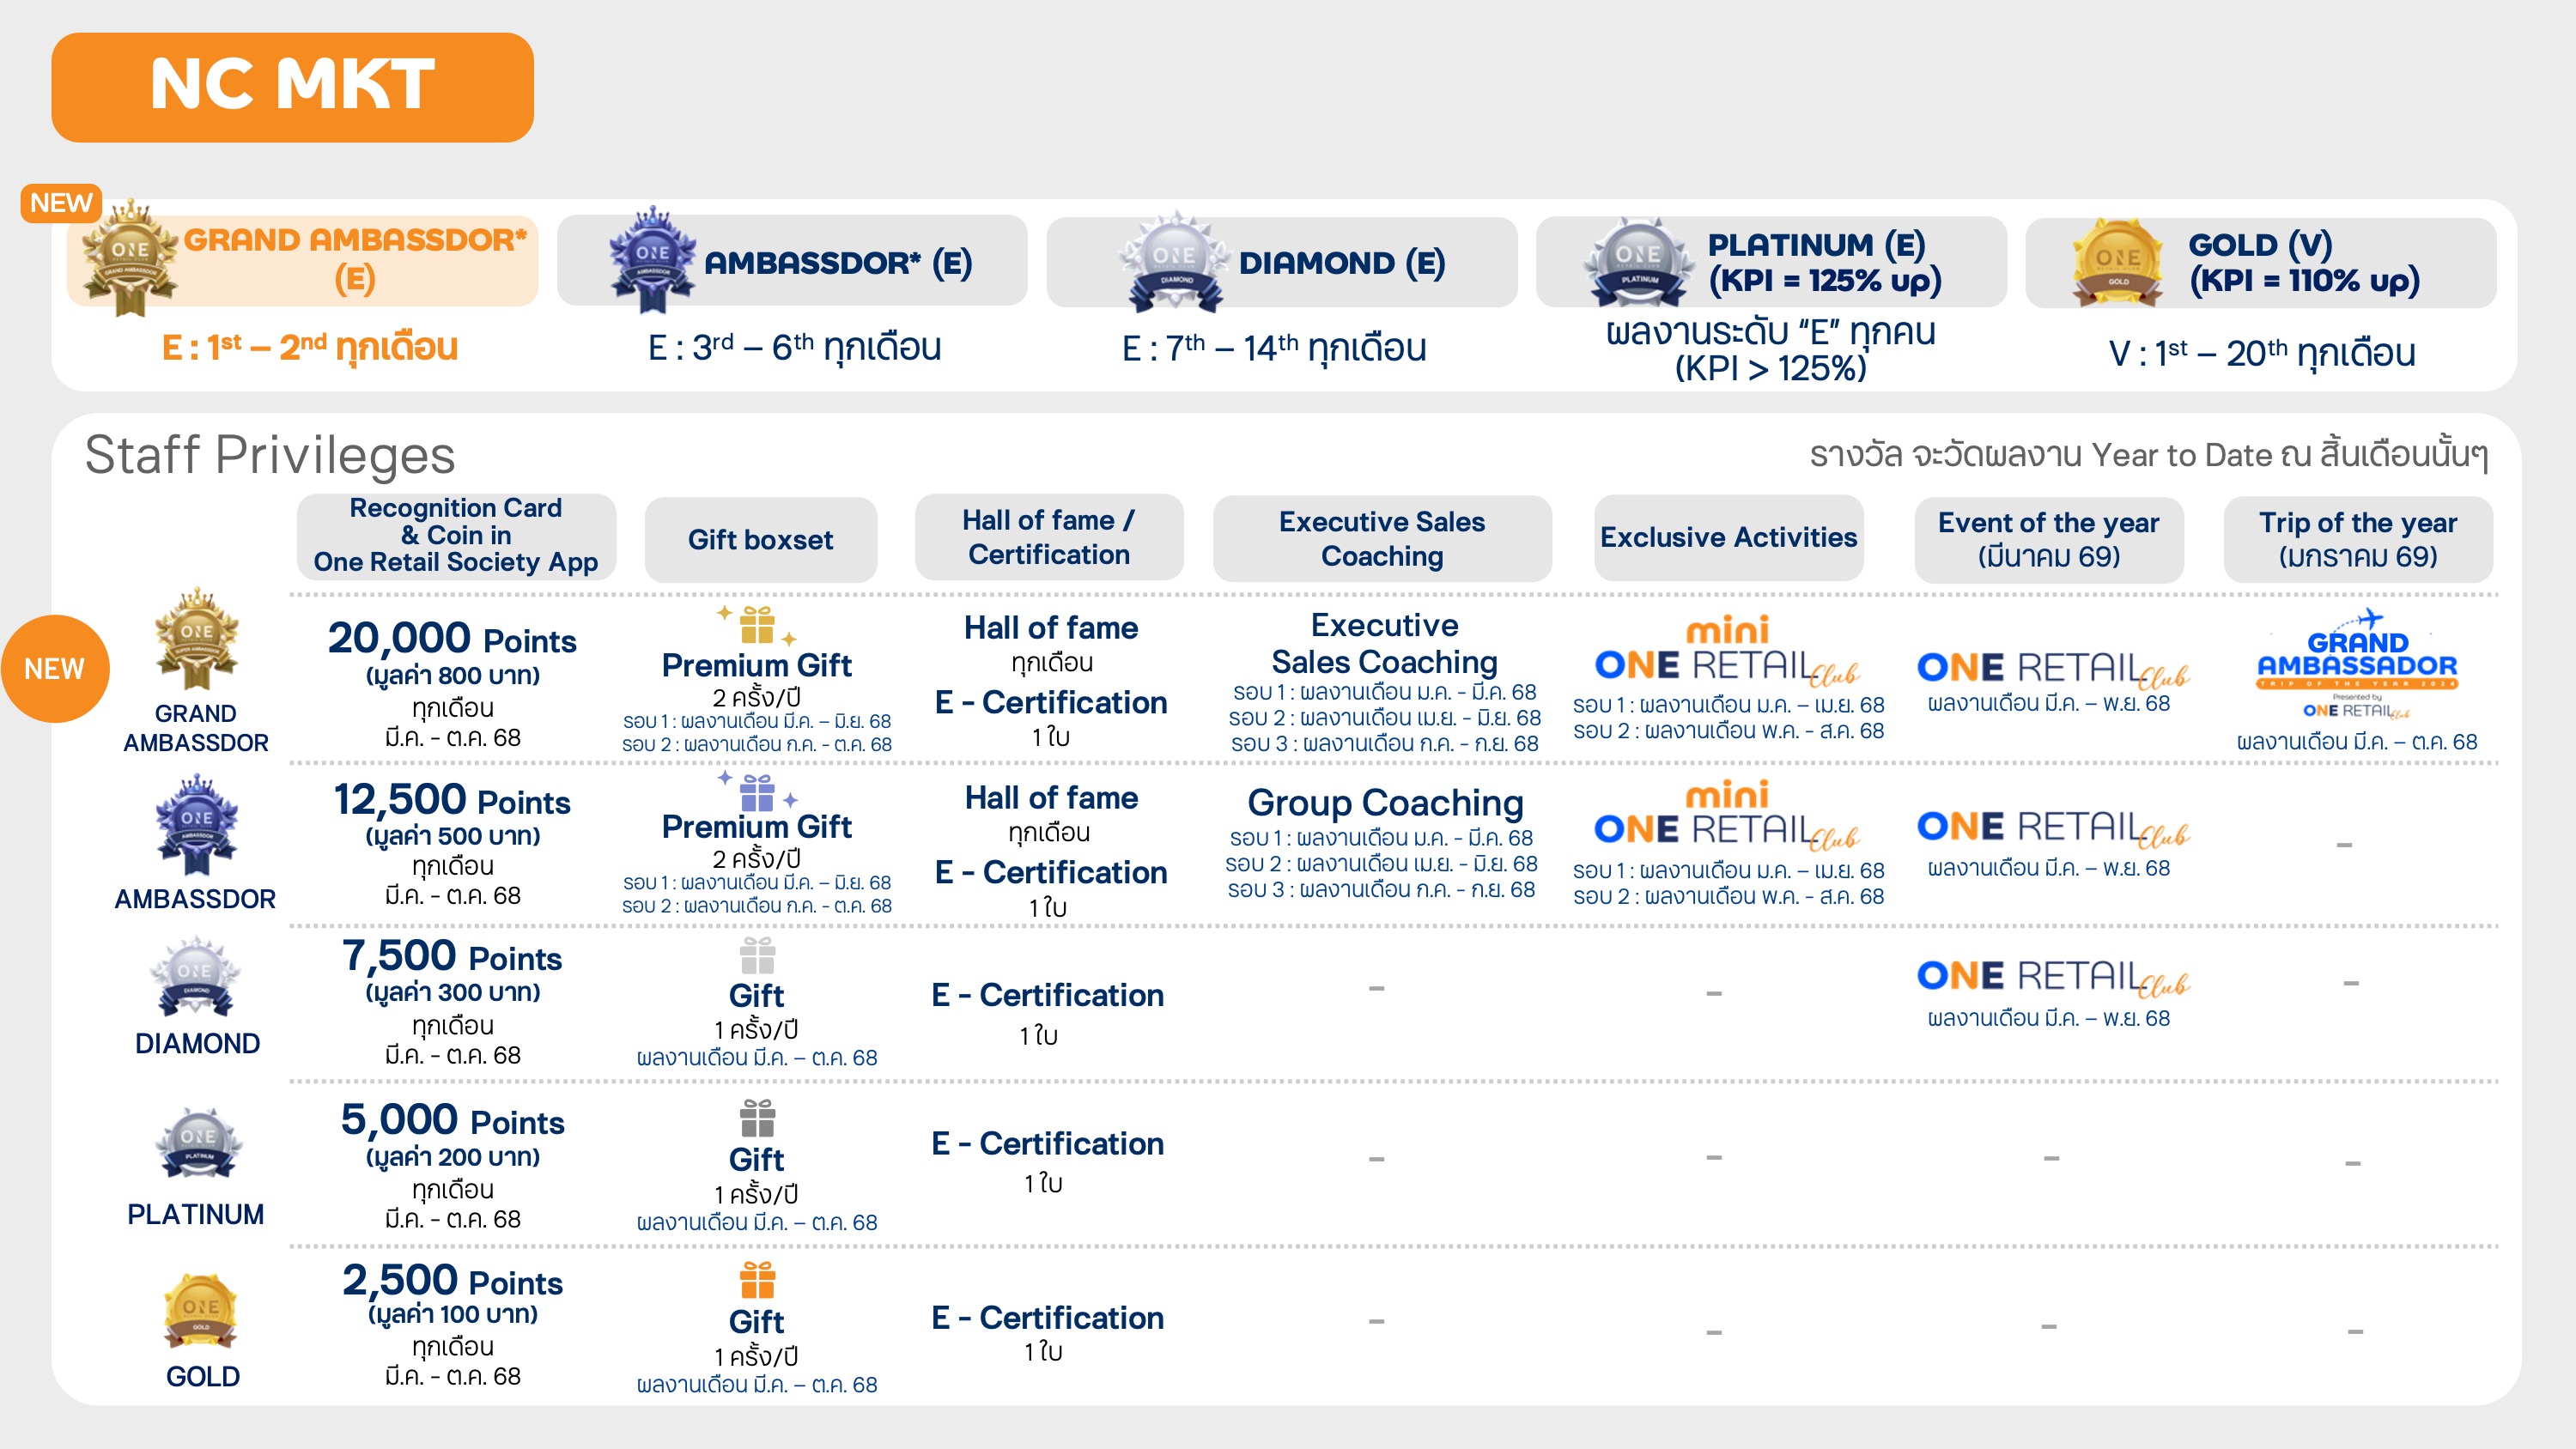 NC MKT
NEW
GRAND AMBASSDOR*
(E)
E : 1st – 2nd ทุกเดือน
AMBASSDOR* (E)
E : 3rd – 6th ทุกเดือน
DIAMOND (E)
E : 7th – 14th ทุกเดือน
PLATINUM (E)
(KPI = 125% up)
ผลงานระดับ “E” ทุกคน
(KPI > 125%)
GOLD (V)
(KPI = 110% up)
V : 1st – 20th ทุกเดือน
Staff Privileges
รางวัล จะวัดผลงาน Year to Date ณ สิ้นเดือนนั้นๆ
Recognition Card
& Coin in
One Retail Society App
Gift boxset
Hall of fame /
Certification
Executive Sales
Coaching
Exclusive Activities
Event of the year
(มีนาคม 69)
Trip of the year
(มกราคม 69)
NEW
GRAND
AMBASSDOR
20,000 Points
(มูลค่า 800 บาท)
ทุกเดือน
มี.ค. - ต.ค. 68
Premium Gift
2 ครั้ง/ปี
รอบ 1 : ผลงานเดือน มี.ค. – มิ.ย. 68
รอบ 2 : ผลงานเดือน ก.ค. - ต.ค. 68
Hall of fame
ทุกเดือน
E - Certification
1 ใบ
Executive
Sales Coaching
รอบ 1 : ผลงานเดือน ม.ค. - มี.ค. 68
รอบ 2 : ผลงานเดือน เม.ย. - มิ.ย. 68
รอบ 3 : ผลงานเดือน ก.ค. - ก.ย. 68
mini
ONE RETAIL Club
รอบ 1 : ผลงานเดือน ม.ค. – เม.ย. 68
รอบ 2 : ผลงานเดือน พ.ค. - ส.ค. 68
ONE RETAIL Club
ผลงานเดือน มี.ค. – พ.ย. 68
GRAND
AMBASSADOR
TRIP OF THE YEAR 2024
Presented by
ONE RETAIL Club
ผลงานเดือน มี.ค. – ต.ค. 68
AMBASSDOR
12,500 Points
(มูลค่า 500 บาท)
ทุกเดือน
มี.ค. - ต.ค. 68
Premium Gift
2 ครั้ง/ปี
รอบ 1 : ผลงานเดือน มี.ค. – มิ.ย. 68
รอบ 2 : ผลงานเดือน ก.ค. - ต.ค. 68
Hall of fame
ทุกเดือน
E - Certification
1 ใบ
Group Coaching
รอบ 1 : ผลงานเดือน ม.ค. - มี.ค. 68
รอบ 2 : ผลงานเดือน เม.ย. - มิ.ย. 68
รอบ 3 : ผลงานเดือน ก.ค. - ก.ย. 68
mini
ONE RETAIL Club
รอบ 1 : ผลงานเดือน ม.ค. – เม.ย. 68
รอบ 2 : ผลงานเดือน พ.ค. - ส.ค. 68
ONE RETAIL Club
ผลงานเดือน มี.ค. – พ.ย. 68
-
DIAMOND
7,500 Points
(มูลค่า 300 บาท)
ทุกเดือน
มี.ค. - ต.ค. 68
Gift
1 ครั้ง/ปี
ผลงานเดือน มี.ค. – ต.ค. 68
E - Certification
1 ใบ
-
-
ONE RETAIL Club
ผลงานเดือน มี.ค. – พ.ย. 68
-
PLATINUM
5,000 Points
(มูลค่า 200 บาท)
ทุกเดือน
มี.ค. - ต.ค. 68
Gift
1 ครั้ง/ปี
ผลงานเดือน มี.ค. – ต.ค. 68
E - Certification
1 ใบ
-
-
-
-
GOLD
2,500 Points
(มูลค่า 100 บาท)
ทุกเดือน
มี.ค. - ต.ค. 68
Gift
1 ครั้ง/ปี
ผลงานเดือน มี.ค. – ต.ค. 68
E - Certification
1 ใบ
-
-
-
-